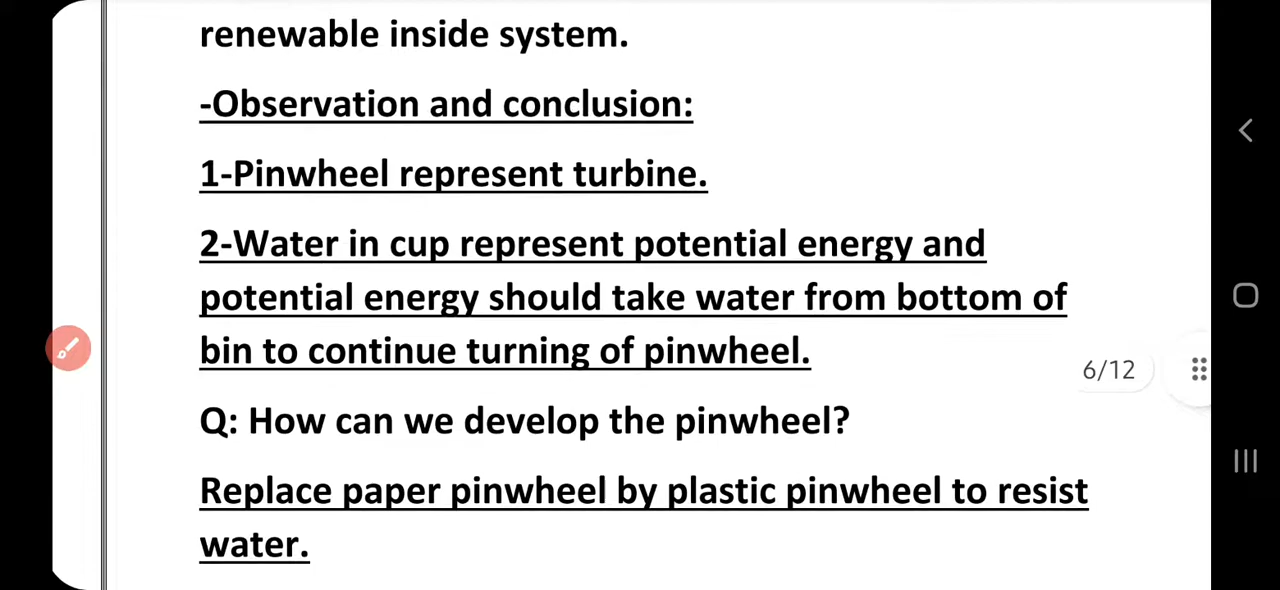 renewable inside system.
-Observation and conclusion:
1-Pinwheel represent turbine.
2-Water in cup represent potential energy and
potential energy should take water from bottom of
bin to continue turning of pinwheel.
6/12
Q: How can we develop the pinwheel?
Replace paper pinwheel by plastic pinwheel to resist
water.